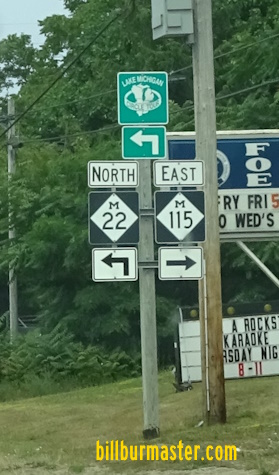 LAKE MICHIGAN
CIRCLE TOUR
NORTH
EAST
M
22
M
115
FOE
FRY FRI 5
WED'S
A ROCKST
KARAOKE
RSDAY NIG
8-11
billburmaster.com